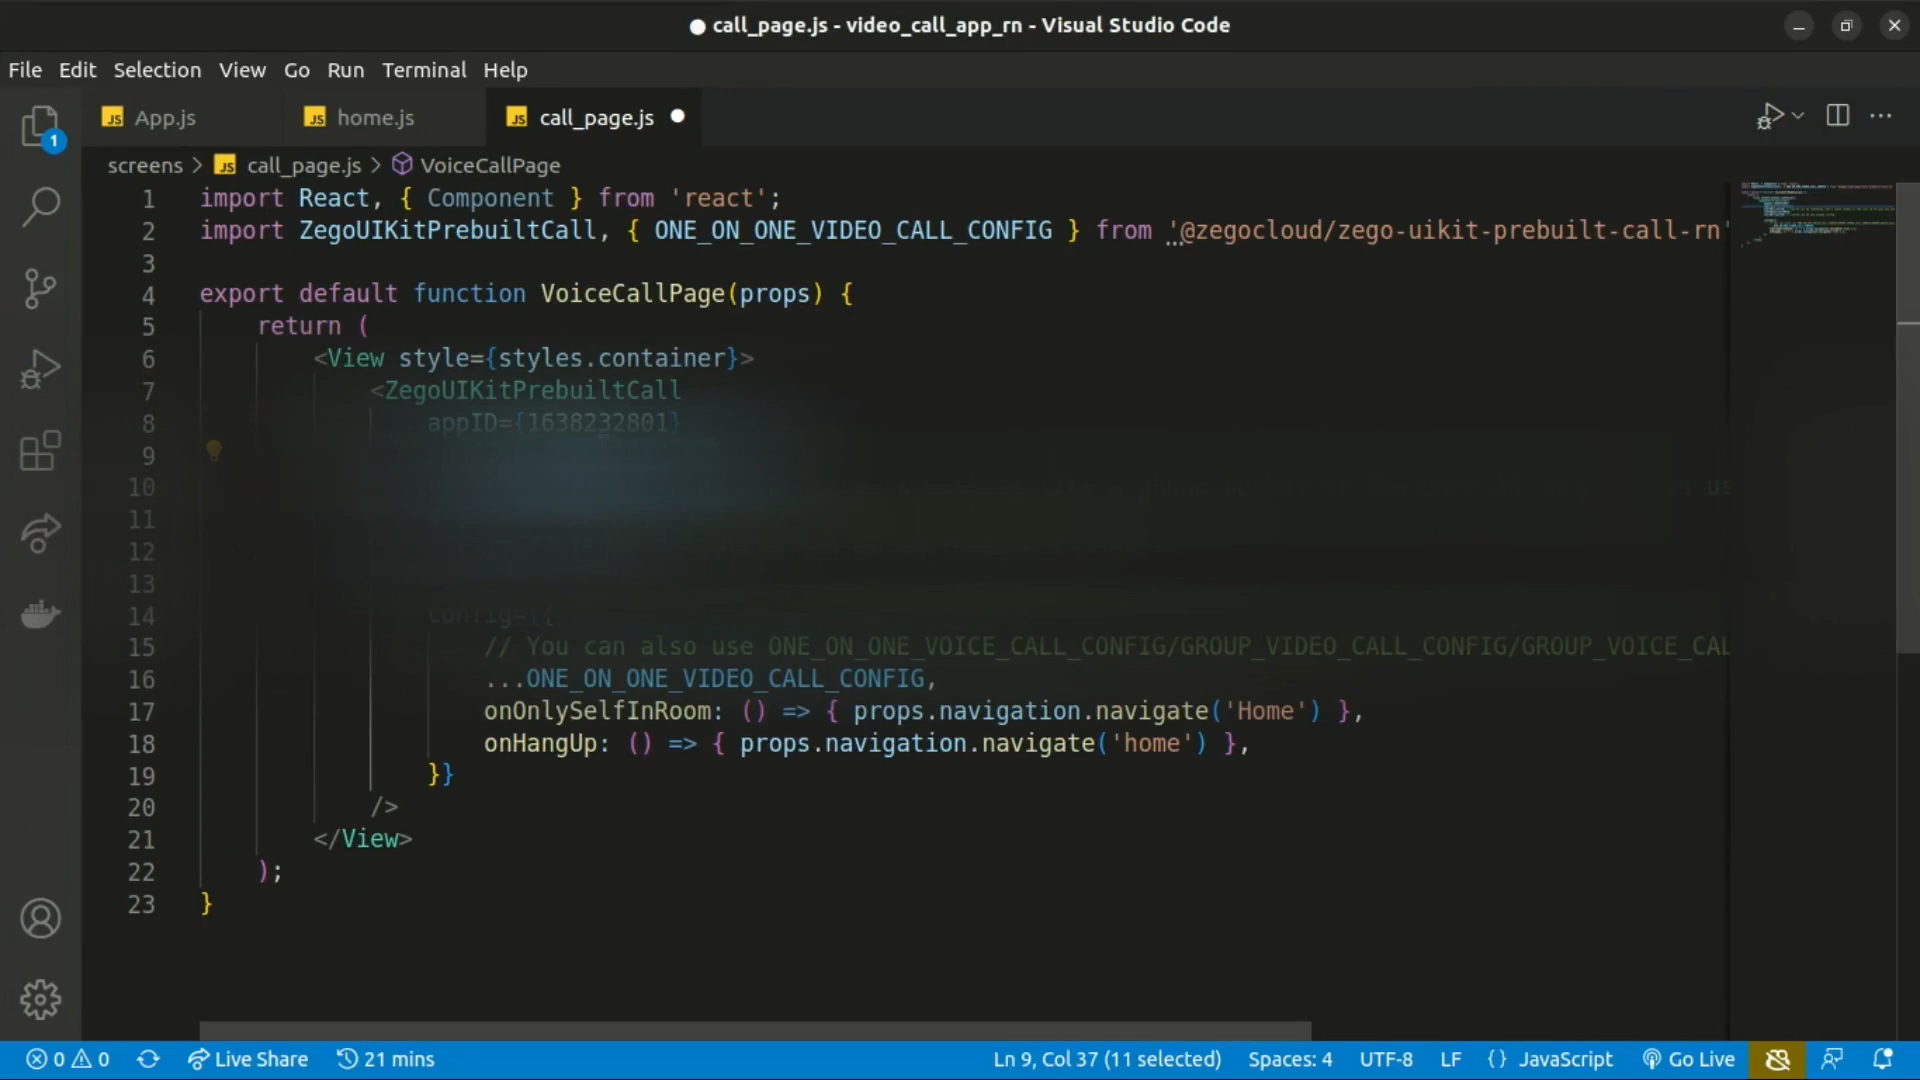 call_page.js - video_call_app_rn - Visual Studio Code
File Edit Selection View Go Run Terminal Help
1
JS App.js
JS home.js
JS call_page.js
screens > JS call_page.js > VoiceCallPage
1 import React, { Component } from 'react';
2 import ZegoUIKitPrebuiltCall, { ONE_ON_ONE_VIDEO_CALL_CONFIG } from '@zegocloud/zego-uikit-prebuilt-call-rn'
3
4 export default function VoiceCallPage(props) {
5 return (
6 <View style={styles.container}>
7 <ZegoUIKitPrebuiltCall
8 appID={1638232801}
9
10
11
12
13
14 config={{
15 // You can also use ONE_ON_ONE_VOICE_CALL_CONFIG/GROUP_VIDEO_CALL_CONFIG/GROUP_VOICE_CAL
16 ...ONE_ON_ONE_VIDEO_CALL_CONFIG,
17 onOnlySelfInRoom: () => { props.navigation.navigate('Home') },
18 onHangUp: () => { props.navigation.navigate('home') },
19 }}
20 />
21 </View>
22 );
23 }
0 0 Live Share 21 mins Ln 9, Col 37 (11 selected) Spaces: 4 UTF-8 LF {} JavaScript Go Live